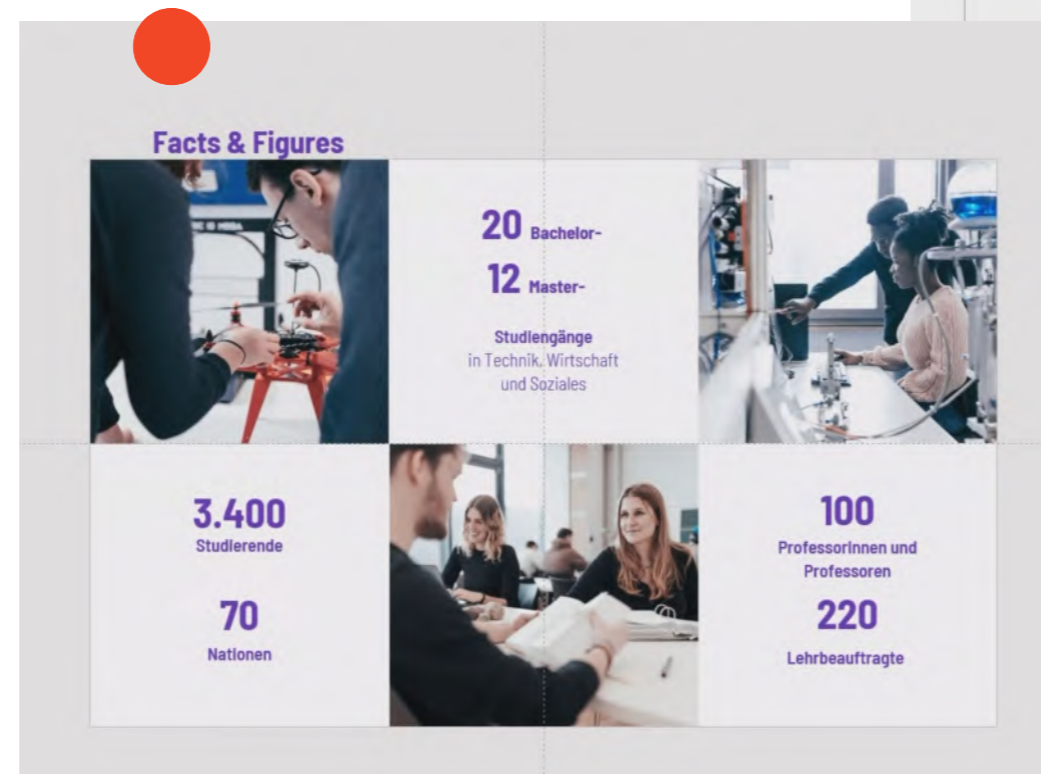 Facts & Figures
20 Bachelor-
12 Master-
Studiengänge
in Technik, Wirtschaft
und Soziales
3.400
Studierende
70
Nationen
100
Professorinnen und
Professoren
220
Lehrbeauftragte